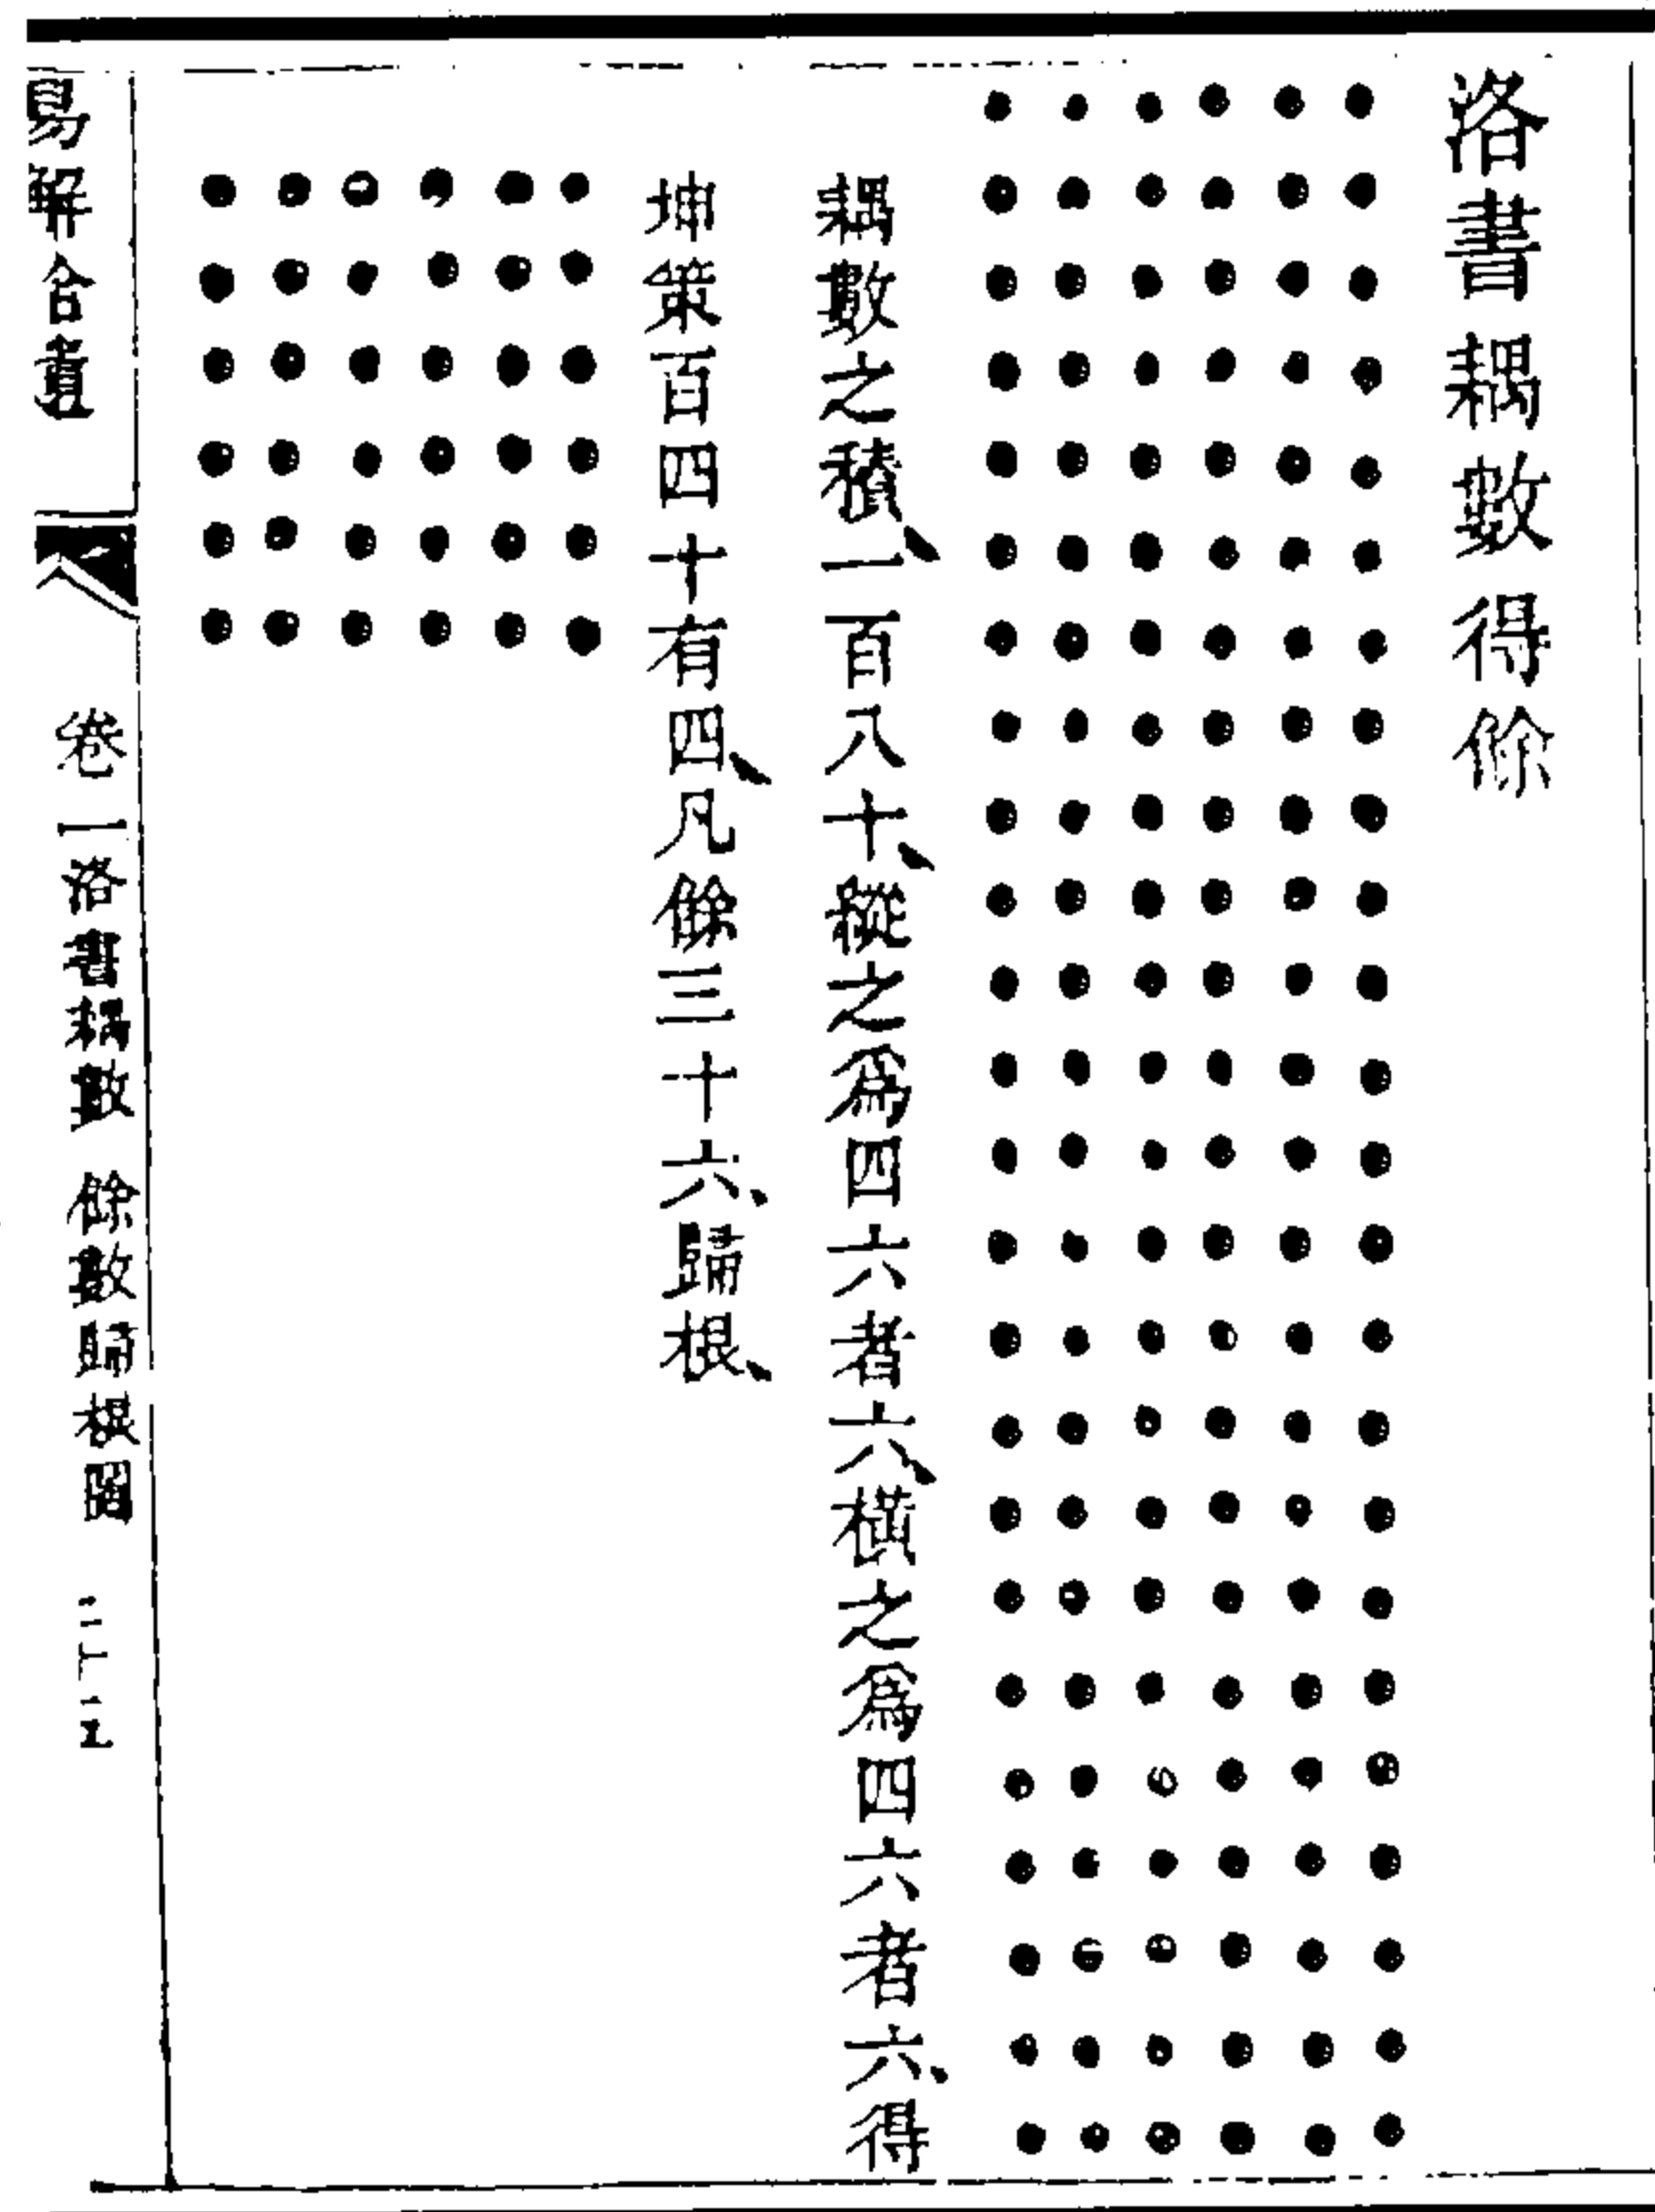 洛書耦數得餘
耦數之積、一百八十、縱之爲四六者六、橫之爲四六者六、得
坤策百四十有四、凡餘三十六、歸根、
易解合遺 卷一洛書耦數 餘數歸根圖